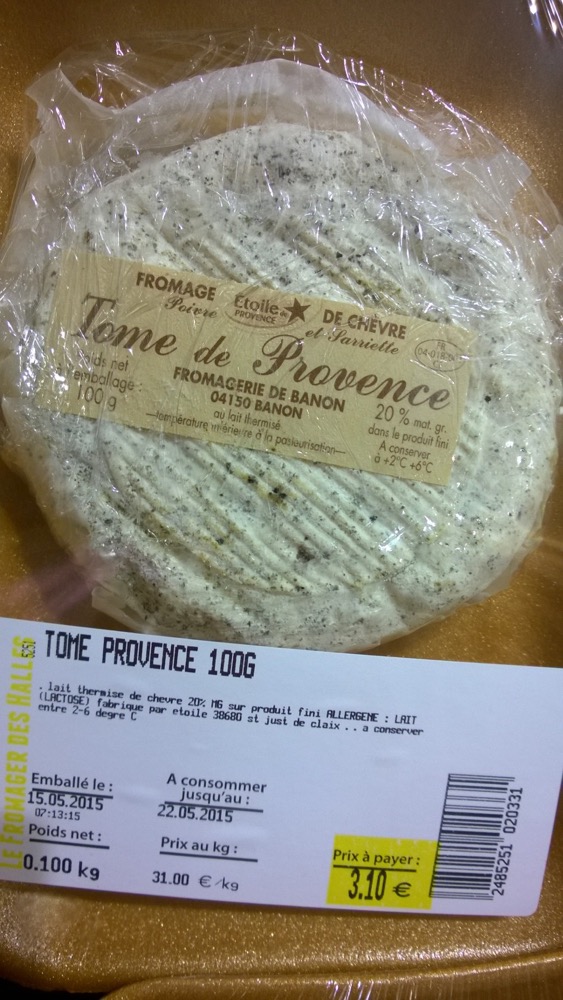 FROMAGE Étoile DE CHÈVRE
DE PROVENCE
Poivre et Sarriette
Tome de Provence
Poids net
à l'emballage :
100 g
FROMAGERIE DE BANON
04150 BANON
au lait thermisé
—température inférieure à la pasteurisation—
FR
CE
20 % mat. gr.
dans le produit fini
A conserver
à +2°C +6°C
LE FROMAGER DES HALLES
5251
TOME PROVENCE 100G
. lait thermise de chevre 20% MG sur produit fini ALLERGENE : LAIT
(LACTOSE) fabrique par etoile 38680 st just de claix . . a conserver
entre 2-6 degre C
Emballé le :
15.05.2015
07:13:15
A consommer
jusqu'au :
22.05.2015
Poids net :
0.100 kg
Prix au kg :
31.00 €/kg
Prix à payer :
3.10 €
2485251 020331